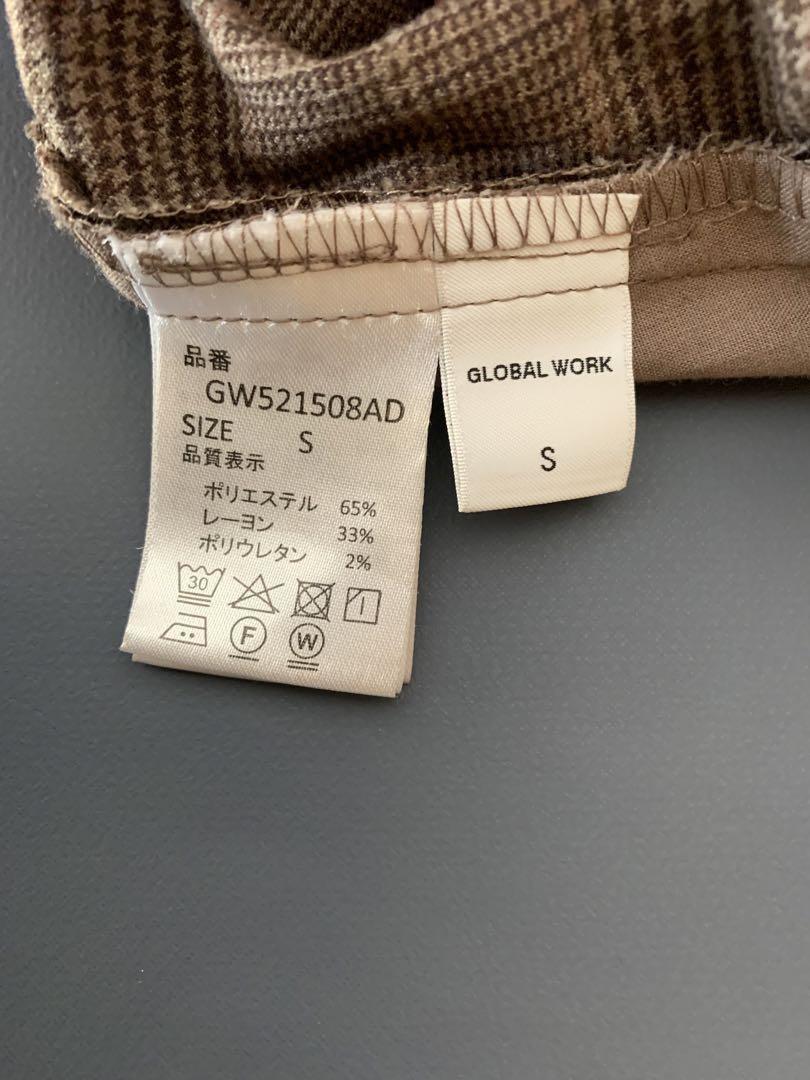 品番
GW521508AD
SIZE S
品質表示
ポリエステル 65%
レーヨン 33%
ポリウレタン 2%
30
F W
GLOBAL WORK
S